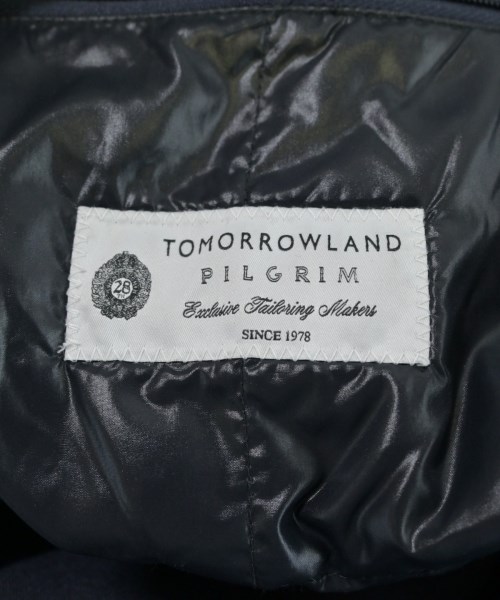 TOMORROWLAND
PILGRIM
28
Exclusive Tailoring Makers
SINCE 1978